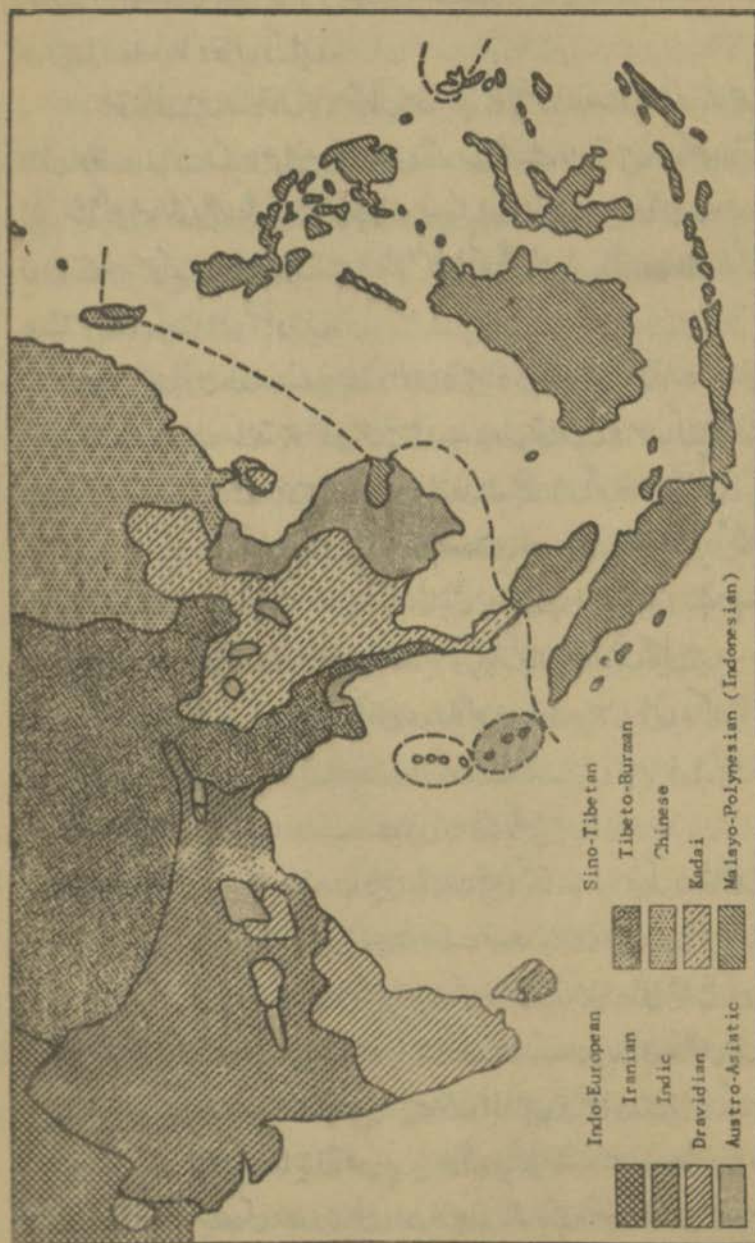 Indo-European
Iranian
Indic
Dravidian
Austro-Asiatic
Sino-Tibetan
Tibeto-Burman
Chinese
Kadai
Malayo-Polynesian (Indonesian)